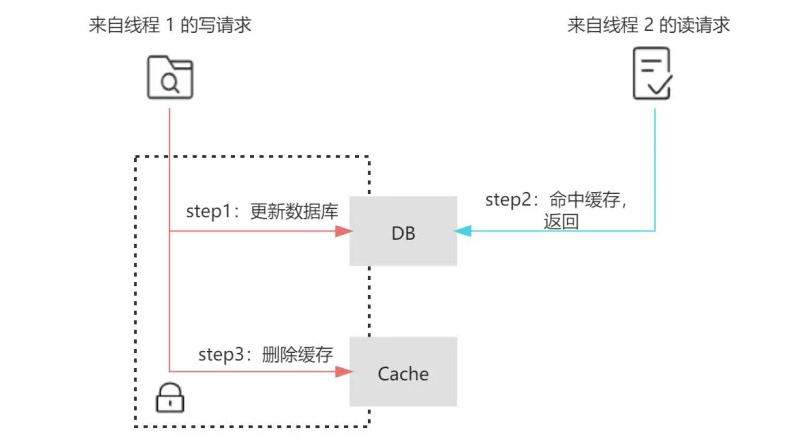 来自线程 1 的写请求
来自线程 2 的读请求
step1：更新数据库
DB
step2：命中缓存，
返回
step3：删除缓存
Cache